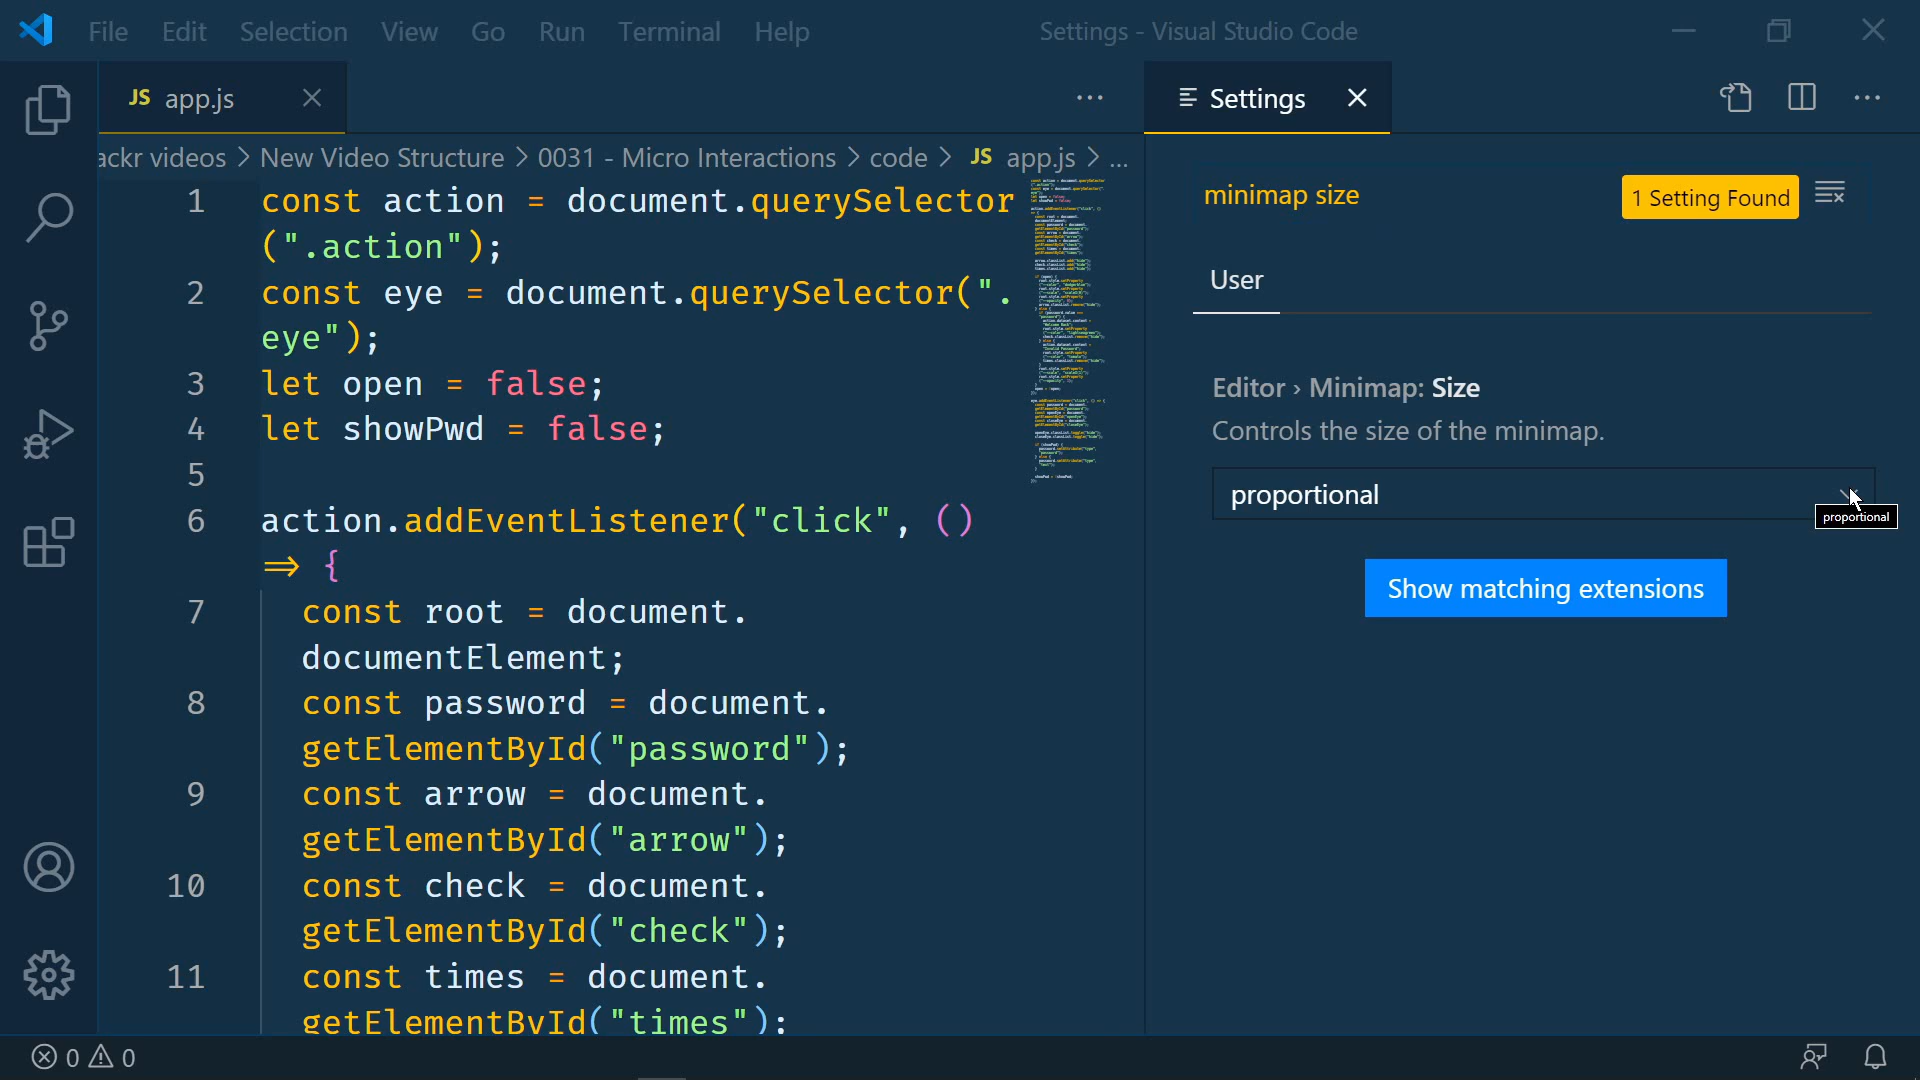 File Edit Selection View Go Run Terminal Help Settings - Visual Studio Code
JS app.js
ackr videos > New Video Structure > 0031 - Micro Interactions > code > JS app.js > ...
1 const action = document.querySelector
(".action");
2 const eye = document.querySelector(".
eye");
3 let open = false;
4 let showPwd = false;
5
6 action.addEventListener("click", ()
=> {
7 const root = document.
documentElement;
8 const password = document.
getElementById("password");
9 const arrow = document.
getElementById("arrow");
10 const check = document.
getElementById("check");
11 const times = document.
getElementById("times");
Settings
minimap size
1 Setting Found
User
Editor › Minimap: Size
Controls the size of the minimap.
proportional
proportional
Show matching extensions
0 0